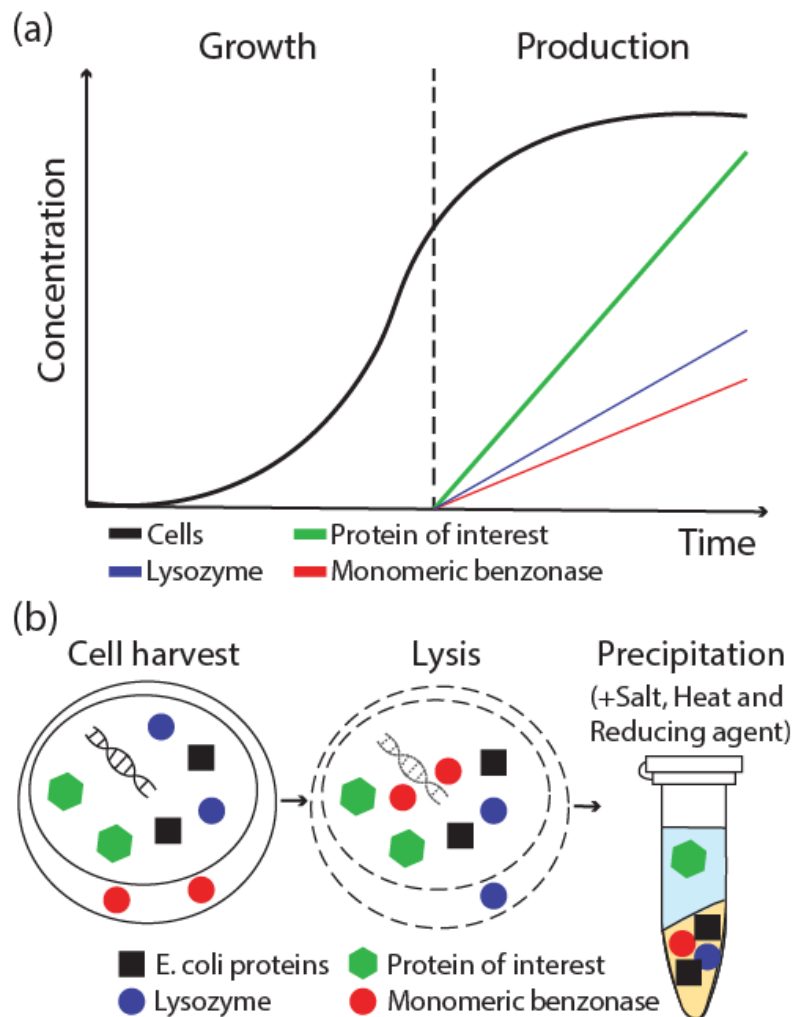 (a)
Growth
Production
Concentration
Cells
Protein of interest
Time
Lysozyme
Monomeric benzonase
(b)
Cell harvest
Lysis
Precipitation
(+Salt, Heat and
Reducing agent)
E. coli proteins
Protein of interest
Lysozyme
Monomeric benzonase